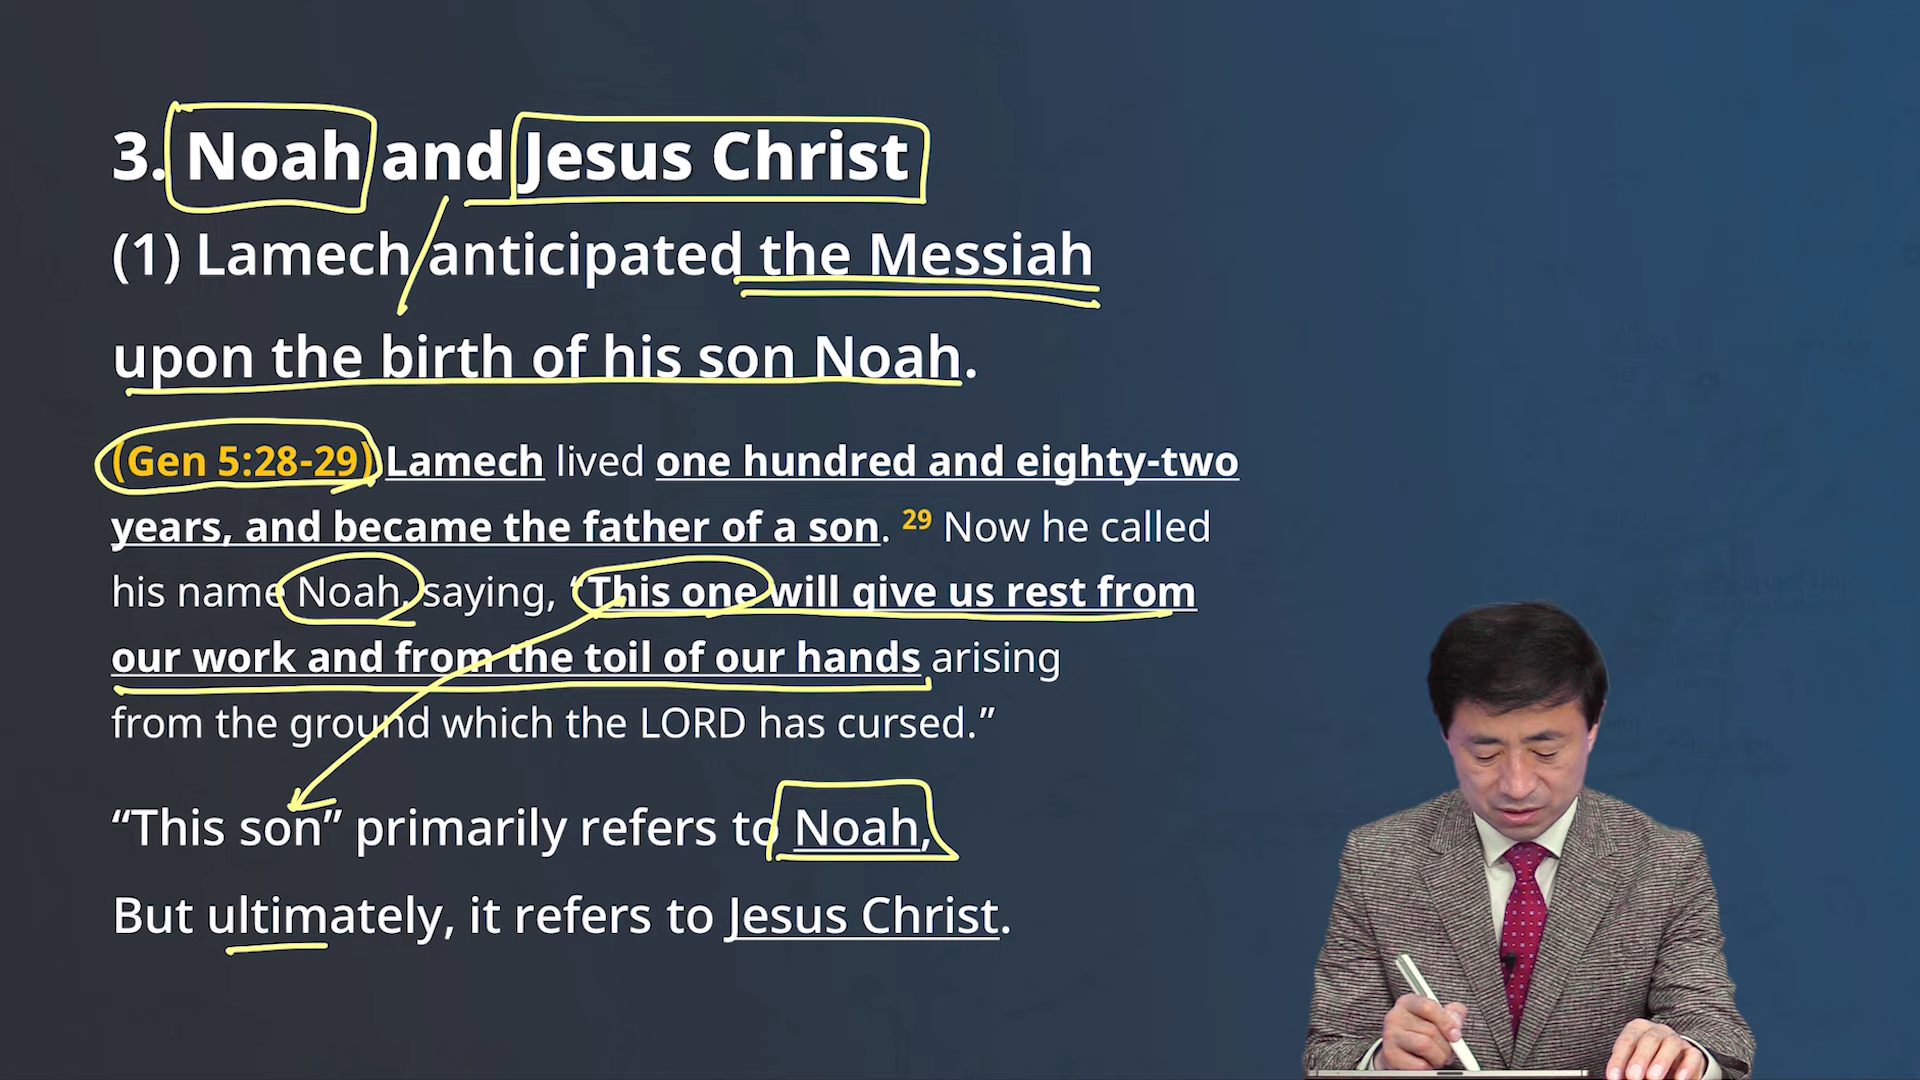 3. Noah and Jesus Christ
(1) Lamech anticipated the Messiah
upon the birth of his son Noah.
(Gen 5:28-29) Lamech lived one hundred and eighty-two
years, and became the father of a son. 29 Now he called
his name Noah, saying, “This one will give us rest from
our work and from the toil of our hands arising
from the ground which the LORD has cursed.”
“This son” primarily refers to Noah,
But ultimately, it refers to Jesus Christ.